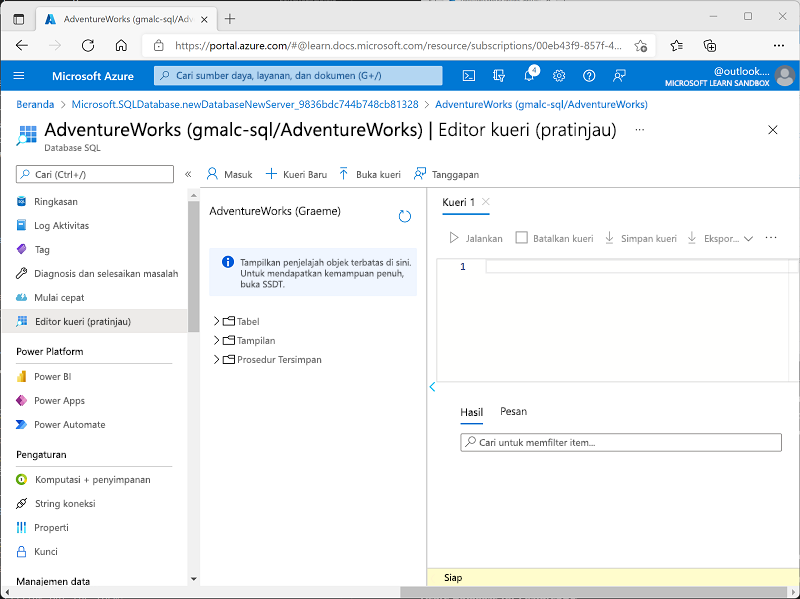 AdventureWorks (gmalc-sql/Adv
https://portal.azure.com/#@learn.docs.microsoft.com/resource/subscriptions/00eb43f9-857f-4...
Microsoft Azure
Cari sumber daya, layanan, dan dokumen (G+/)
4
@outlook....
MICROSOFT LEARN SANDBOX
Beranda > Microsoft.SQLDatabase.newDatabaseNewServer_9836bdc744b748cb81328 > AdventureWorks (gmalc-sql/AdventureWorks)
AdventureWorks (gmalc-sql/AdventureWorks) | Editor kueri (pratinjau) ...
Database SQL
Cari (Ctrl+/)
Ringkasan
Log Aktivitas
Tag
Diagnosis dan selesaikan masalah
Mulai cepat
Editor kueri (pratinjau)
Power Platform
Power BI
Power Apps
Power Automate
Pengaturan
Komputasi + penyimpanan
String koneksi
Properti
Kunci
Manajemen data
Masuk
Kueri Baru
Buka kueri
Tanggapan
AdventureWorks (Graeme)
Tampilkan penjelajah objek terbatas di sini.
Untuk mendapatkan kemampuan penuh,
buka SSDT.
Tabel
Tampilan
Prosedur Tersimpan
Kueri 1
Jalankan
Batalkan kueri
Simpan kueri
Ekspor...
1
Hasil
Pesan
Cari untuk memfilter item...
Siap